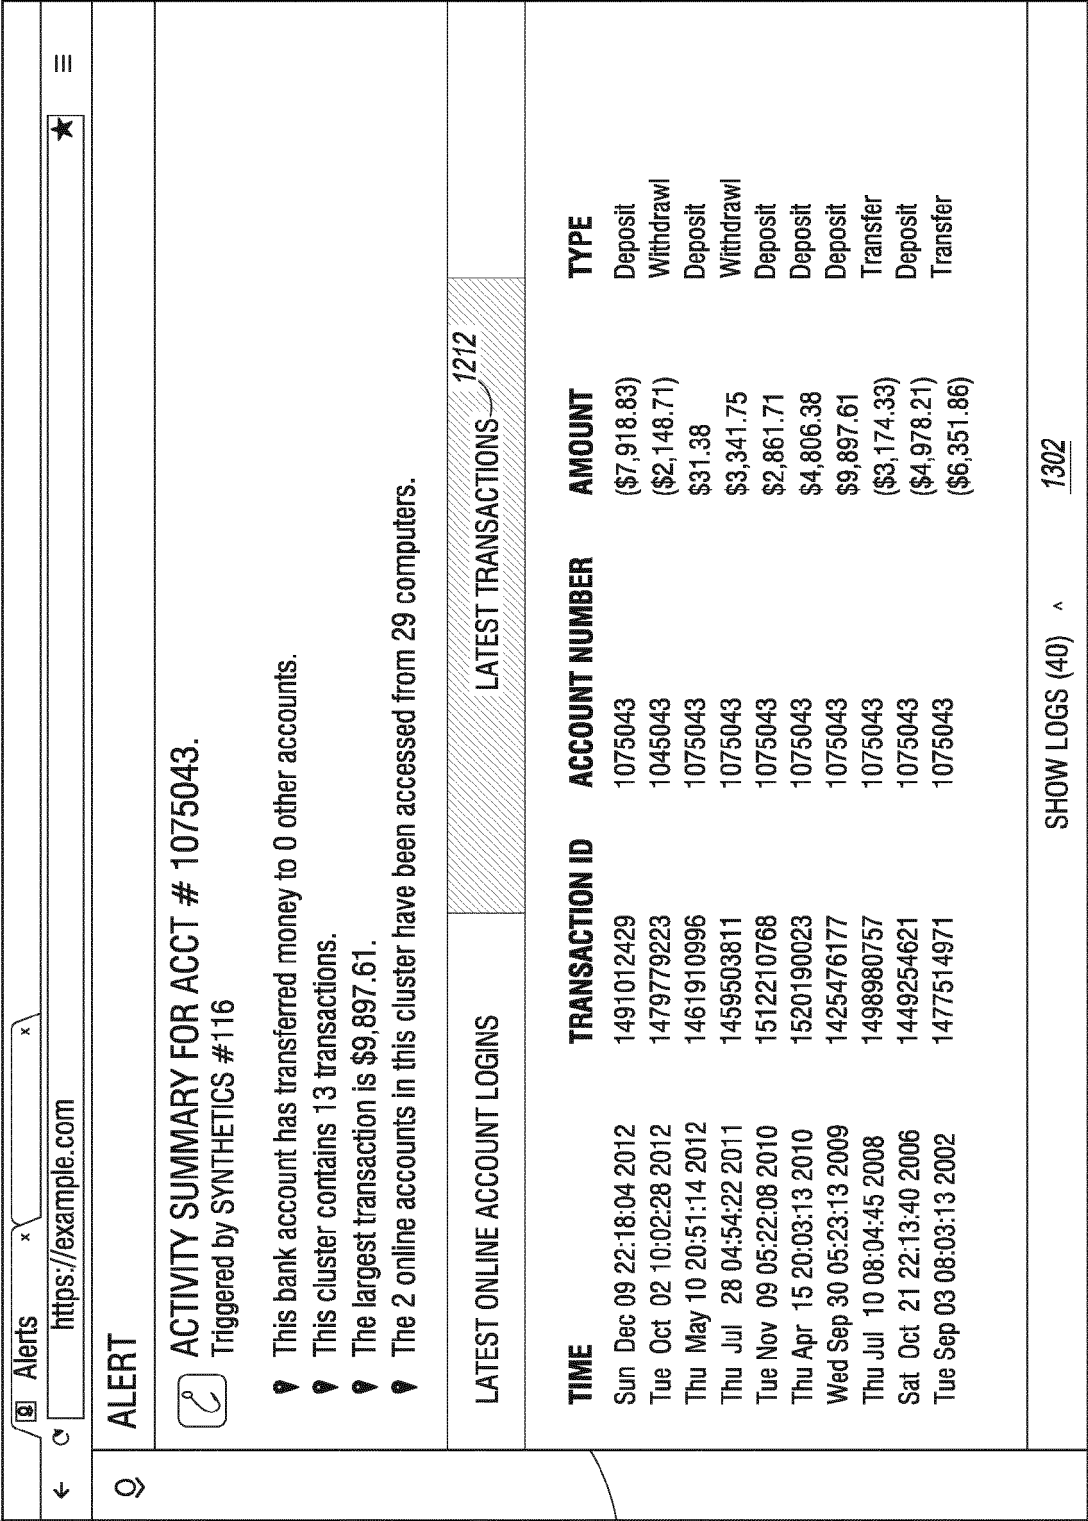 Alerts x x
https://example.com
ALERT
ACTIVITY SUMMARY FOR ACCT # 1075043.
Triggered by SYNTHETICS #116
This bank account has transferred money to 0 other accounts.
This cluster contains 13 transactions.
The largest transaction is $9,897.61.
The 2 online accounts in this cluster have been accessed from 29 computers.
LATEST ONLINE ACCOUNT LOGINS LATEST TRANSACTIONS 1212
TIME TRANSACTION ID ACCOUNT NUMBER AMOUNT TYPE
Sun Dec 09 22:18:04 2012 1491012429 1075043 ($7,918.83) Deposit
Tue Oct 02 10:02:28 2012 1479779223 1045043 ($2,148.71) Withdrawl
Thu May 10 20:51:14 2012 1461910996 1075043 $31.38 Deposit
Thu Jul 28 04:54:22 2011 1459503811 1075043 $3,341.75 Withdrawl
Tue Nov 09 05:22:08 2010 1512210768 1075043 $2,861.71 Deposit
Thu Apr 15 20:03:13 2010 1520190023 1075043 $4,806.38 Deposit
Wed Sep 30 05:23:13 2009 1425476177 1075043 $9,897.61 Deposit
Thu Jul 10 08:04:45 2008 1498980757 1075043 ($3,174.33) Transfer
Sat Oct 21 22:13:40 2006 1449254621 1075043 ($4,978.21) Deposit
Tue Sep 03 08:03:13 2002 1477514971 1075043 ($6,351.86) Transfer
SHOW LOGS (40) ^ 1302